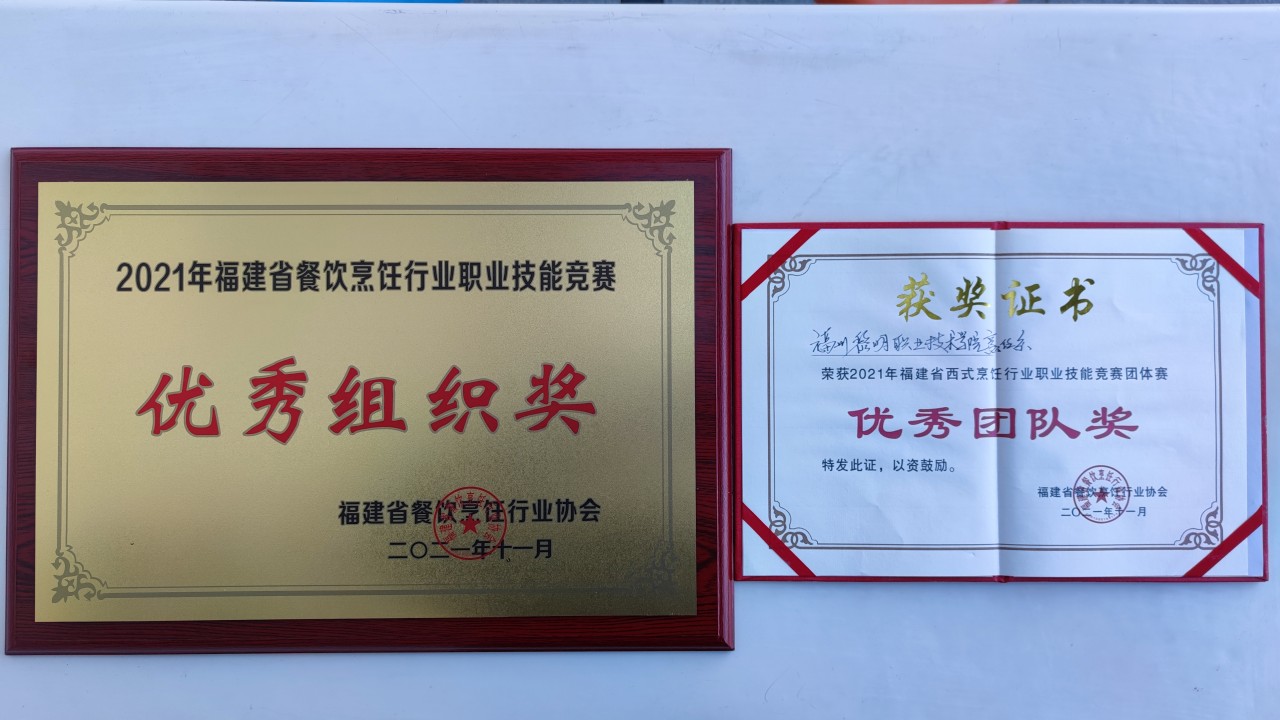 2021年福建省餐饮烹饪行业职业技能竞赛
优秀组织奖
福建省餐饮烹饪行业协会
二〇二一年十一月
获奖证书
福州黎明职业技术学院烹饪系
荣获2021年福建省西式烹饪行业职业技能竞赛团体赛
优秀团队奖
特发此证，以资鼓励。
福建省餐饮烹饪行业协会
二〇二一年十一月